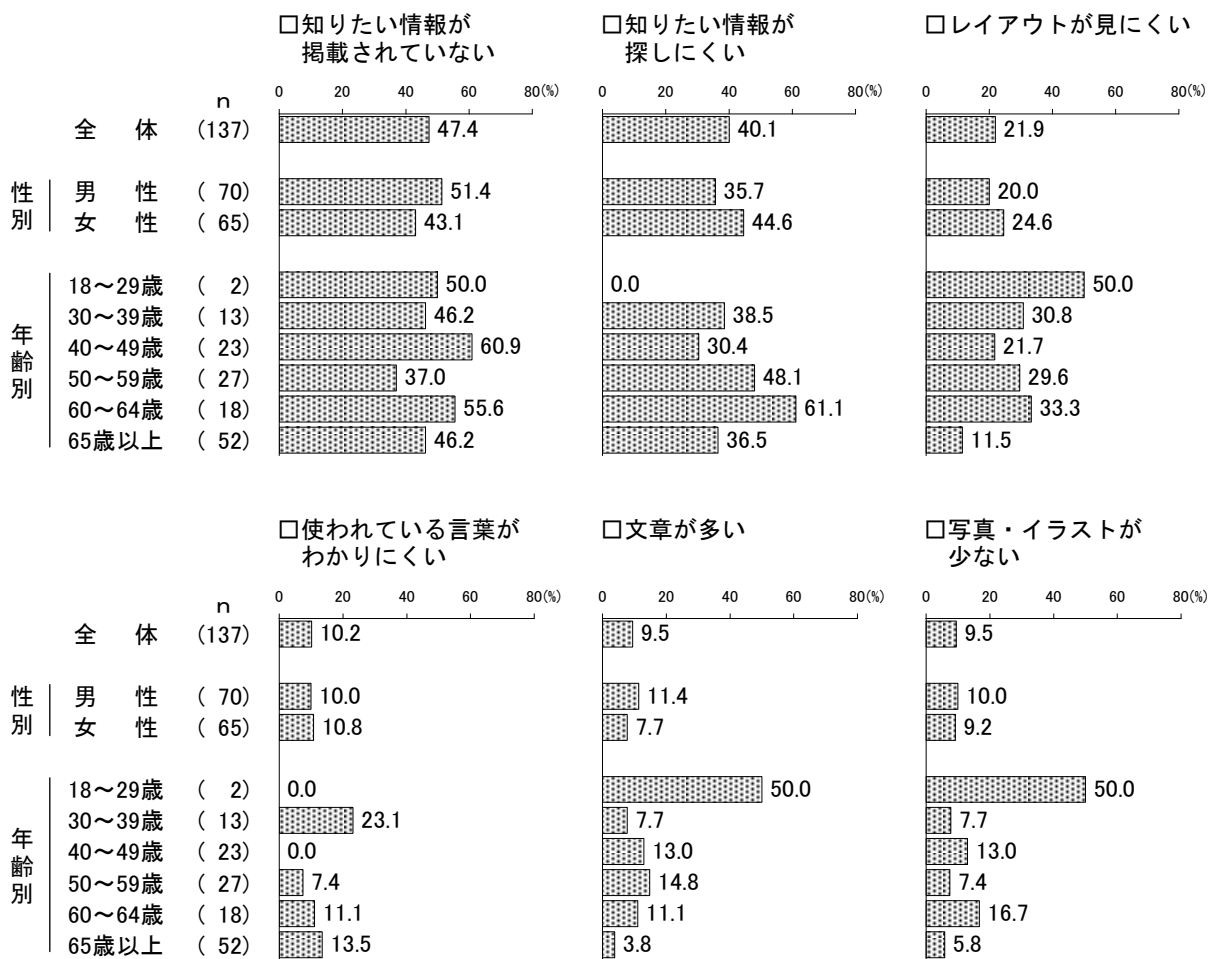 □知りたい情報が 掲載されていない □知りたい情報が 探しにくい □レイアウトが見にくい
n 0 20 40 60 80(%) 0 20 40 60 80(%) 0 20 40 60 80(%)
全 体 (137) 47.4 40.1 21.9
性別
男 性 ( 70) 51.4 35.7 20.0
女 性 ( 65) 43.1 44.6 24.6
年齢別
18～29歳 ( 2) 50.0 0.0 50.0
30～39歳 ( 13) 46.2 38.5 30.8
40～49歳 ( 23) 60.9 30.4 21.7
50～59歳 ( 27) 37.0 48.1 29.6
60～64歳 ( 18) 55.6 61.1 33.3
65歳以上 ( 52) 46.2 36.5 11.5
□使われている言葉が わかりにくい □文章が多い □写真・イラストが 少ない
n 0 20 40 60 80(%) 0 20 40 60 80(%) 0 20 40 60 80(%)
全 体 (137) 10.2 9.5 9.5
性別
男 性 ( 70) 10.0 11.4 10.0
女 性 ( 65) 10.8 7.7 9.2
年齢別
18～29歳 ( 2) 0.0 50.0 50.0
30～39歳 ( 13) 23.1 7.7 7.7
40～49歳 ( 23) 0.0 13.0 13.0
50～59歳 ( 27) 7.4 14.8 7.4
60～64歳 ( 18) 11.1 11.1 16.7
65歳以上 ( 52) 13.5 3.8 5.8